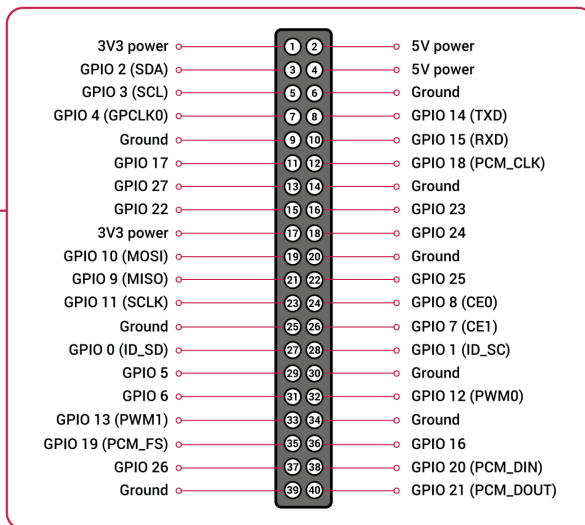 3V3 power 1 2 5V power
GPIO 2 (SDA) 3 4 5V power
GPIO 3 (SCL) 5 6 Ground
GPIO 4 (GPCLK0) 7 8 GPIO 14 (TXD)
Ground 9 10 GPIO 15 (RXD)
GPIO 17 11 12 GPIO 18 (PCM_CLK)
GPIO 27 13 14 Ground
GPIO 22 15 16 GPIO 23
3V3 power 17 18 GPIO 24
GPIO 10 (MOSI) 19 20 Ground
GPIO 9 (MISO) 21 22 GPIO 25
GPIO 11 (SCLK) 23 24 GPIO 8 (CE0)
Ground 25 26 GPIO 7 (CE1)
GPIO 0 (ID_SD) 27 28 GPIO 1 (ID_SC)
GPIO 5 29 30 Ground
GPIO 6 31 32 GPIO 12 (PWM0)
GPIO 13 (PWM1) 33 34 Ground
GPIO 19 (PCM_FS) 35 36 GPIO 16
GPIO 26 37 38 GPIO 20 (PCM_DIN)
Ground 39 40 GPIO 21 (PCM_DOUT)